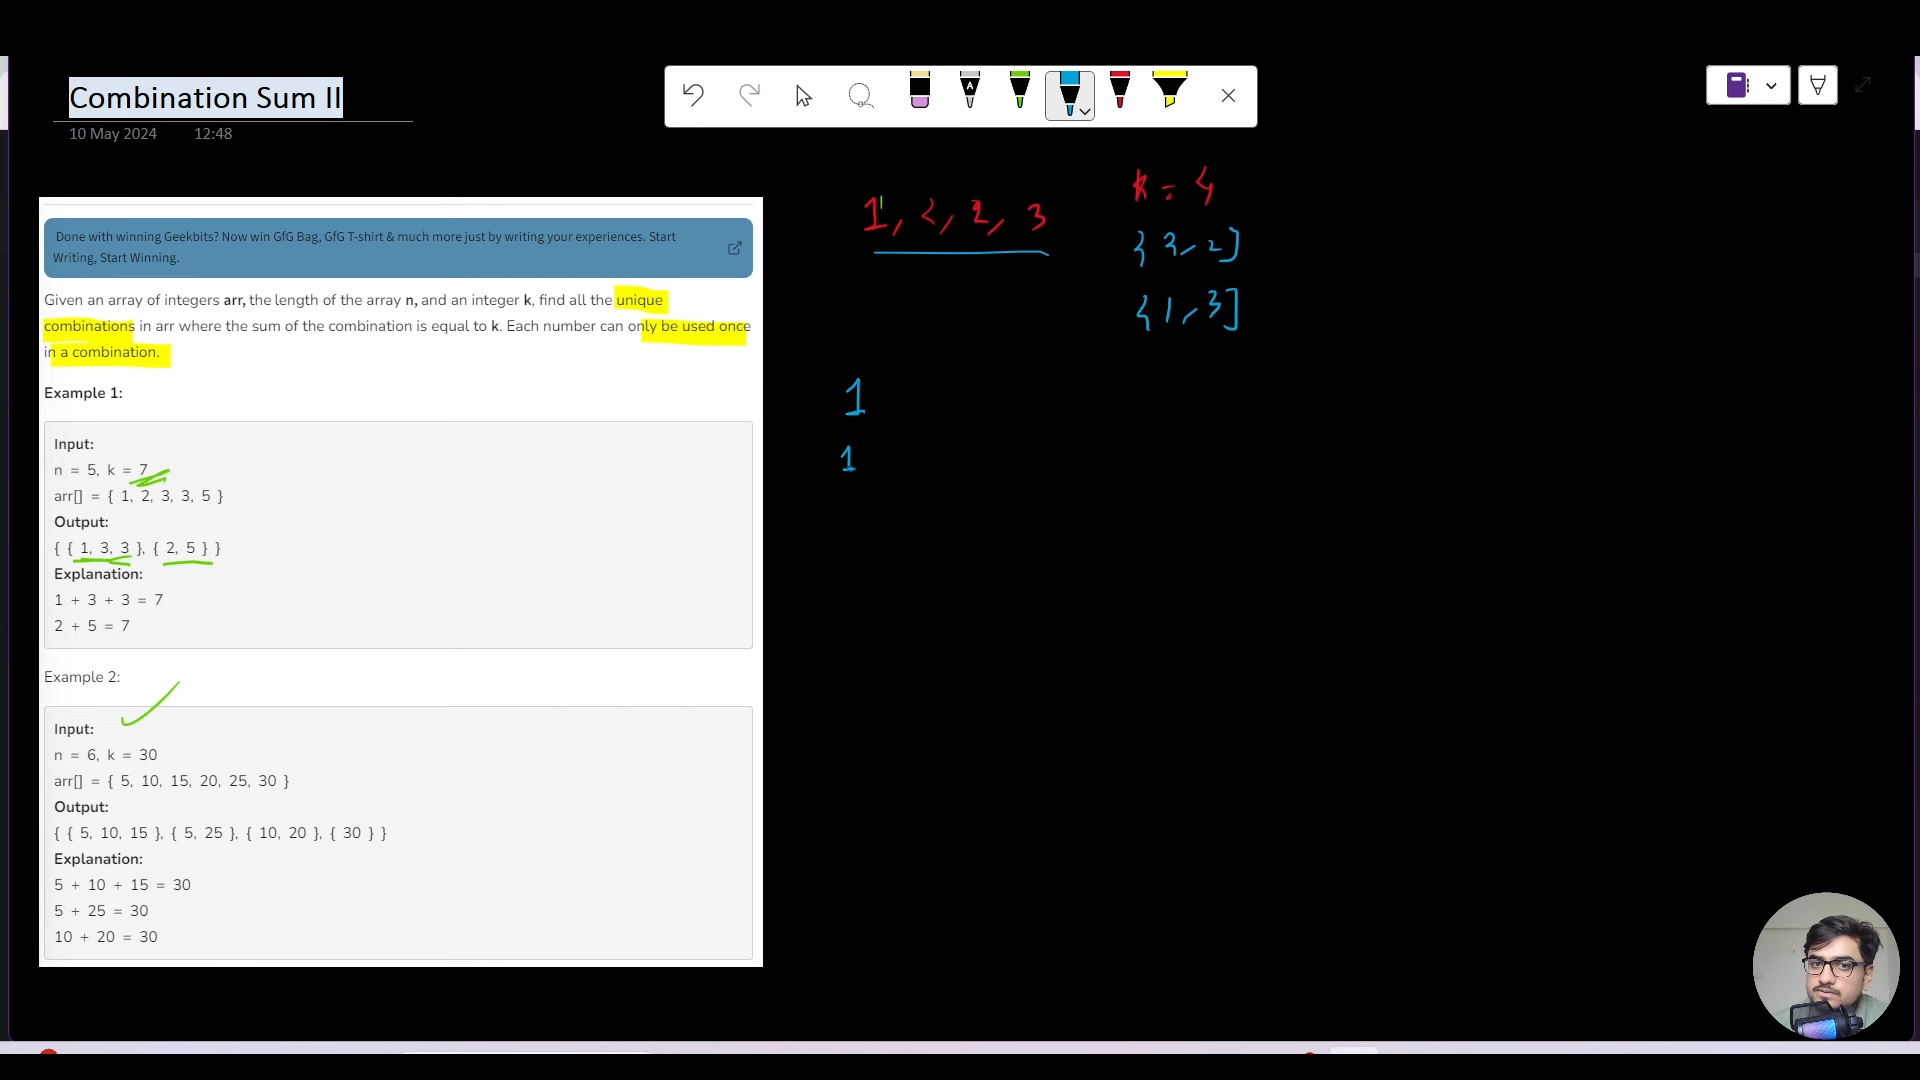 Combination Sum II
10 May 2024 12:48
Done with winning Geekbits? Now win GfG Bag, GfG T-shirt & much more just by writing your experiences. Start
Writing, Start Winning.
Given an array of integers arr, the length of the array n, and an integer k, find all the unique
combinations in arr where the sum of the combination is equal to k. Each number can only be used once
in a combination.
Example 1:
Input:
n = 5, k = 7
arr[] = { 1, 2, 3, 3, 5 }
Output:
{ { 1, 3, 3 }, { 2, 5 } }
Explanation:
1 + 3 + 3 = 7
2 + 5 = 7
Example 2:
Input:
n = 6, k = 30
arr[] = { 5, 10, 15, 20, 25, 30 }
Output:
{ { 5, 10, 15 }, { 5, 25 }, { 10, 20 }, { 30 } }
Explanation:
5 + 10 + 15 = 30
5 + 25 = 30
10 + 20 = 30
A
1, 2, 2, 3
k = 4
{ 2, 2 ]
{ 1, 3 ]
1
1